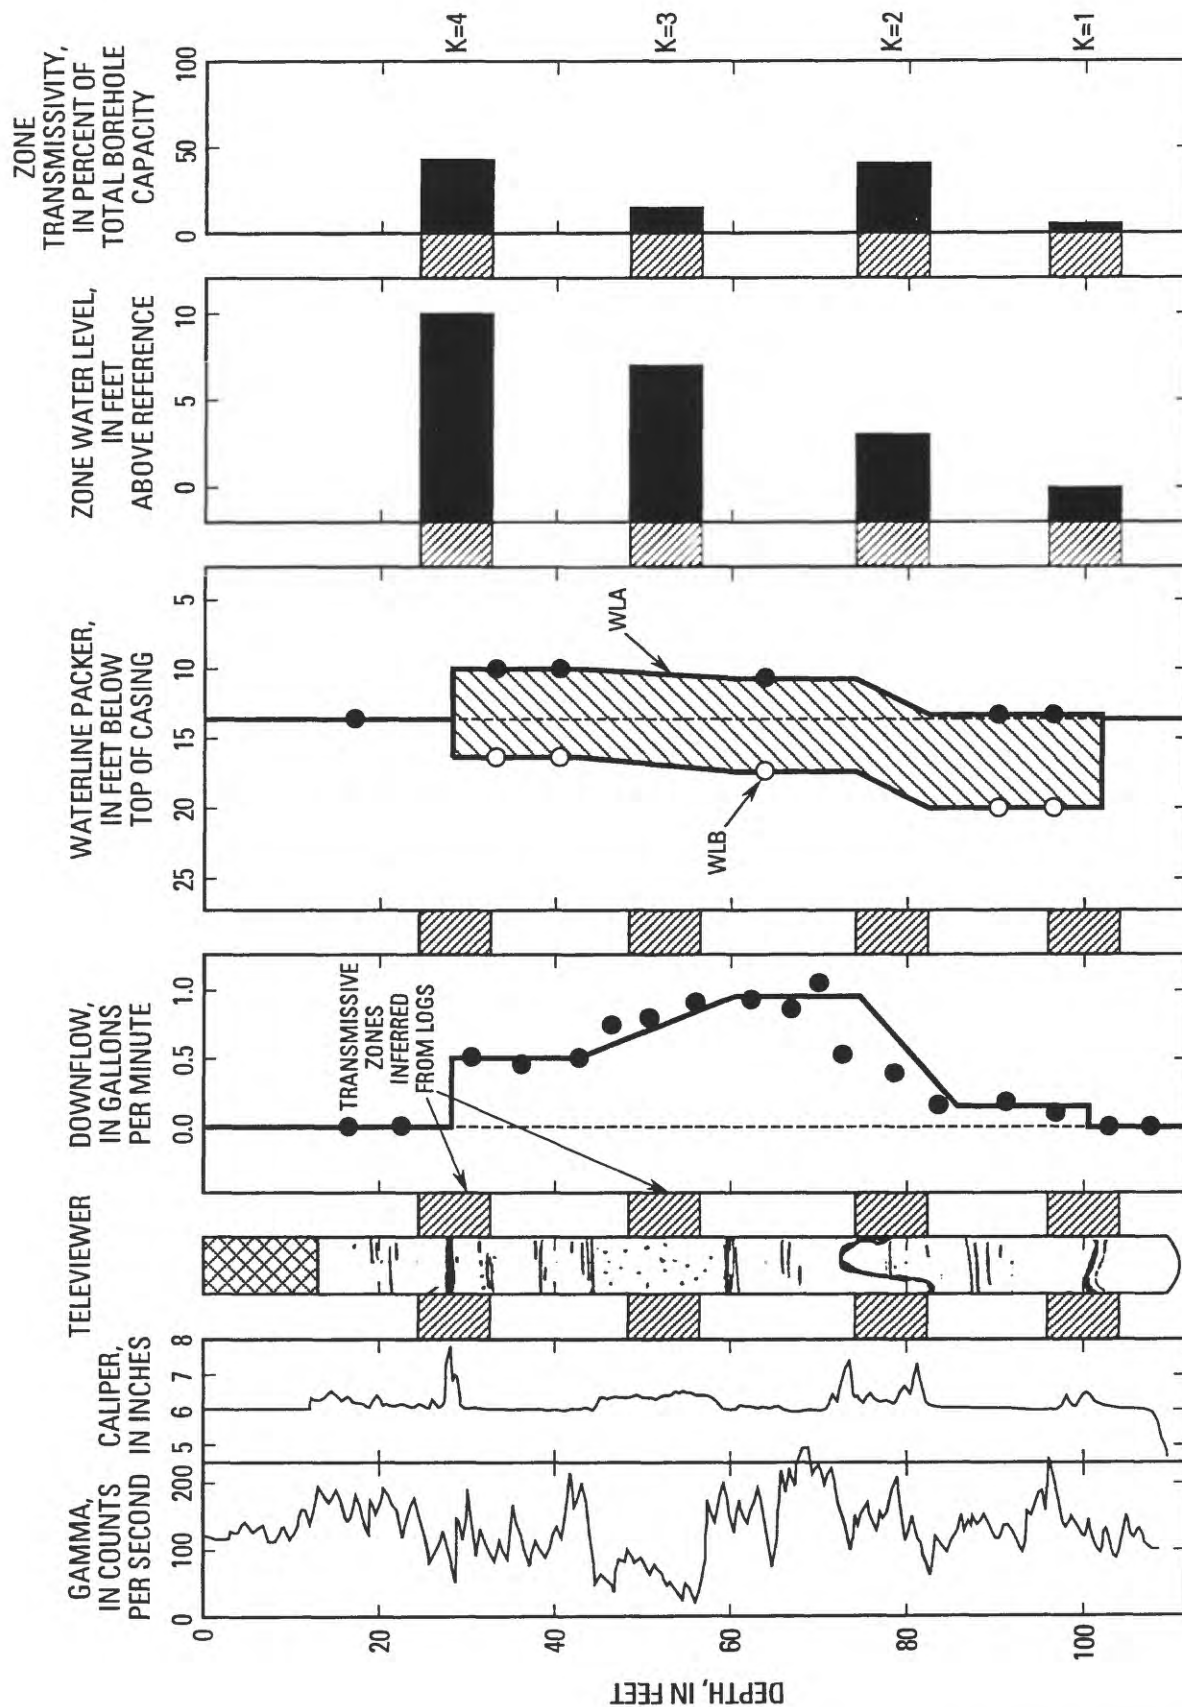 ZONE
TRANSMISSIVITY,
IN PERCENT OF
TOTAL BOREHOLE
CAPACITY
0 50 100
K=4
K=3
K=2
K=1
ZONE WATER LEVEL,
IN FEET
ABOVE REFERENCE
0 5 10
WATERLINE PACKER,
IN FEET BELOW
TOP OF CASING
25 20 15 10 5
WLA
WLB
DOWNFLOW,
IN GALLONS
PER MINUTE
0.0 0.5 1.0
TRANSMISSIVE
ZONES
INFERRED
FROM LOGS
TELEVIEWER
CALIPER,
IN INCHES
5 6 7 8
GAMMA,
IN COUNTS
PER SECOND
0 100 200
0 20 40 60 80 100
DEPTH, IN FEET